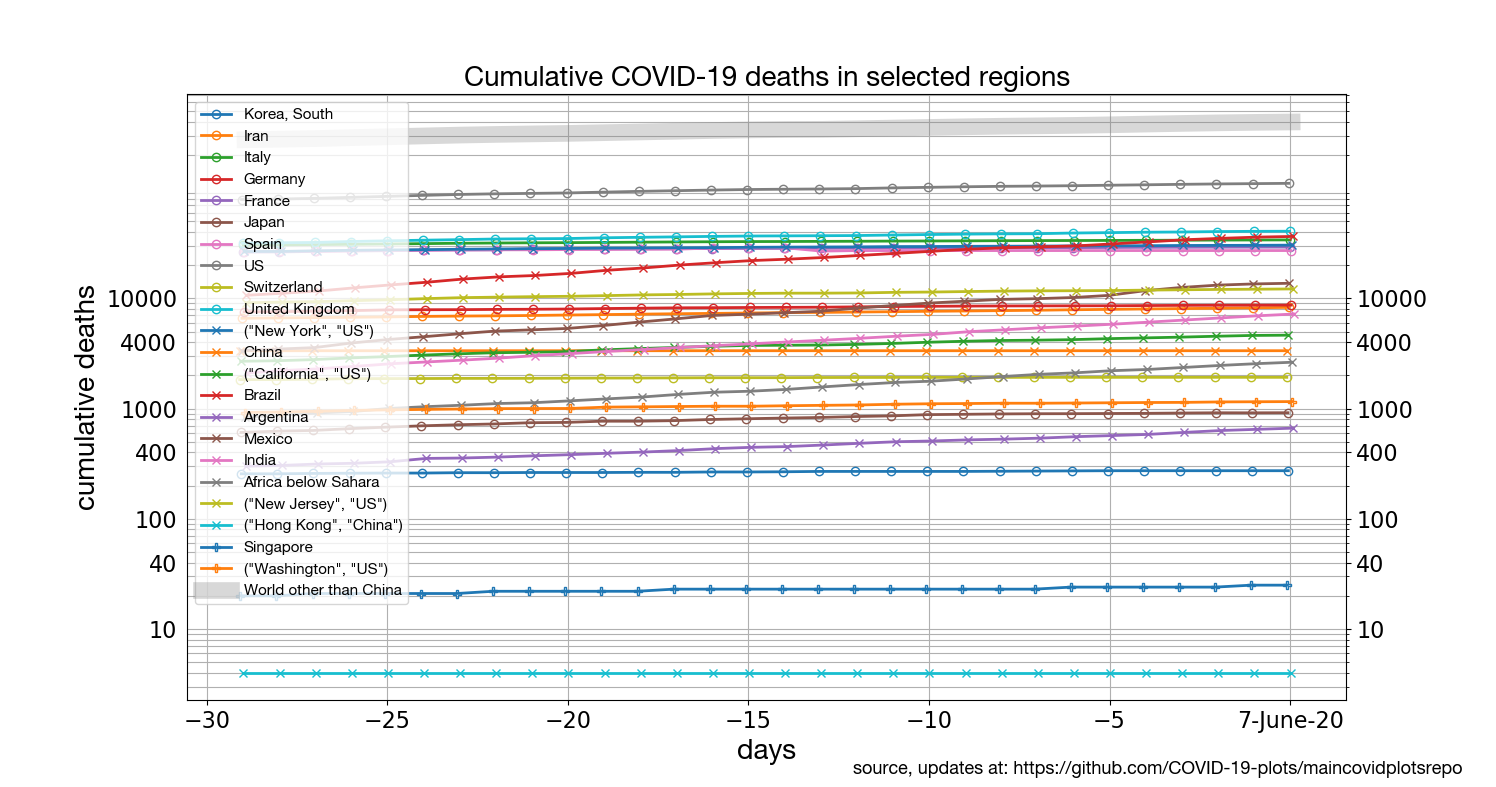 Cumulative COVID-19 deaths in selected regions
Korea, South
Iran
Italy
Germany
France
Japan
Spain
US
Switzerland
United Kingdom
("New York", "US")
China
("California", "US")
Brazil
Argentina
Mexico
India
Africa below Sahara
("New Jersey", "US")
("Hong Kong", "China")
Singapore
("Washington", "US")
World other than China
cumulative deaths
10000
4000
1000
400
100
40
10
10000
4000
1000
400
100
40
10
−30 −25 −20 −15 −10 −5 7-June-20
days
source, updates at: https://github.com/COVID-19-plots/maincovidplotsrepo